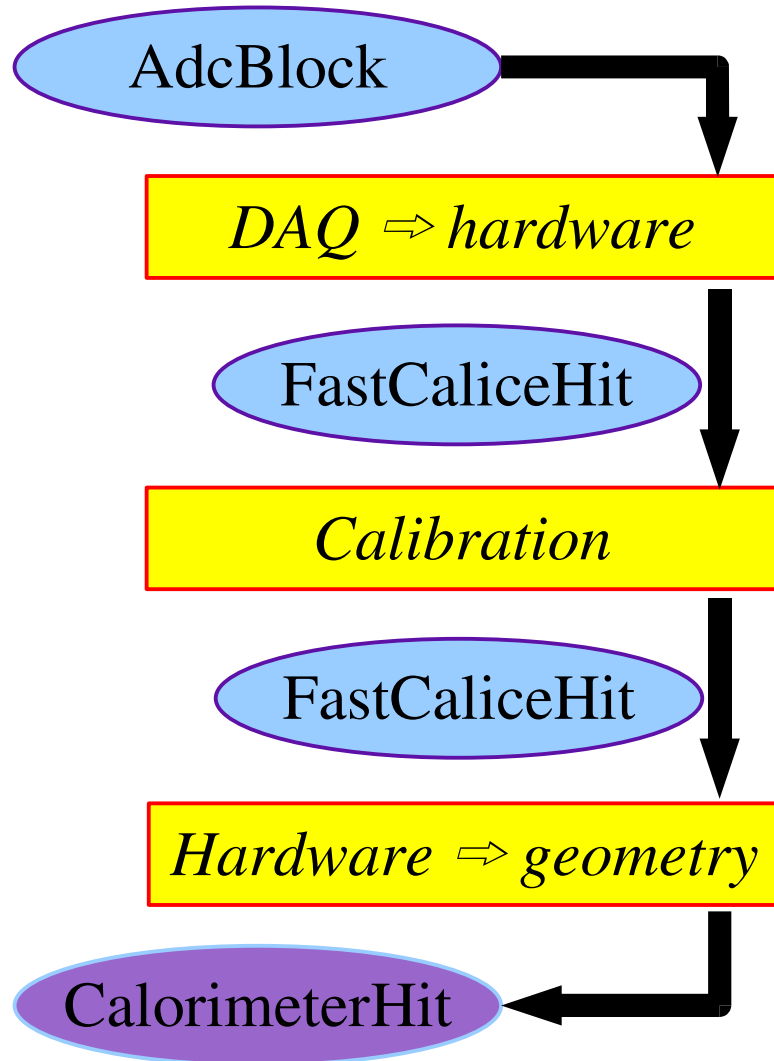 AdcBlock
DAQ ⇨ hardware
FastCaliceHit
Calibration
FastCaliceHit
Hardware ⇨ geometry
CalorimeterHit